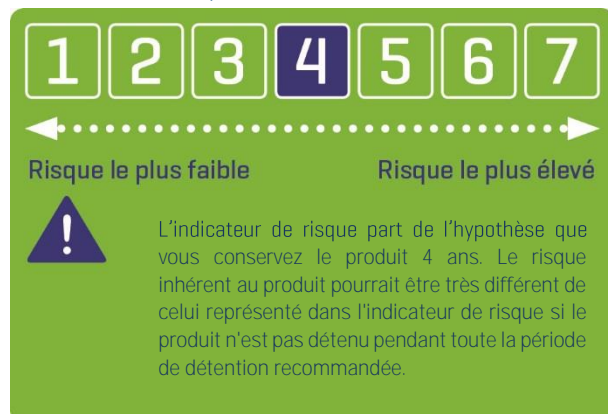 1 2 3 4 5 6 7
Risque le plus faible Risque le plus élevé
!
L'indicateur de risque part de l'hypothèse que
vous conservez le produit 4 ans. Le risque
inhérent au produit pourrait être très différent de
celui représenté dans l'indicateur de risque si le
produit n'est pas détenu pendant toute la période
de détention recommandée.